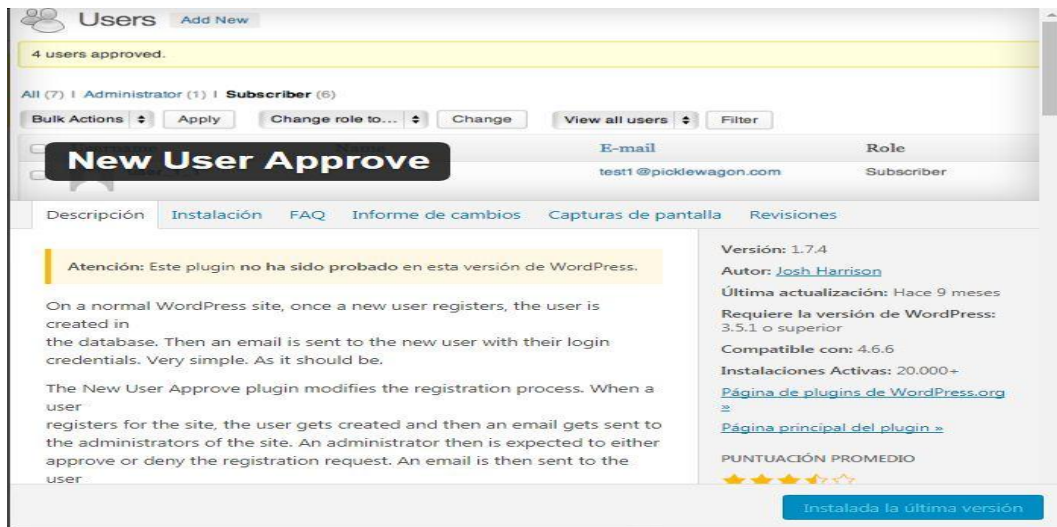 Users Add New
4 users approved.
All (7) | Administrator (1) | Subscriber (6)
Bulk Actions Apply Change role to... Change View all users Filter
E-mail Role
New User Approve
test1@picklewagon.com Subscriber
Descripción Instalación FAQ Informe de cambios Capturas de pantalla Revisiones
Atención: Este plugin no ha sido probado en esta versión de WordPress.
On a normal WordPress site, once a new user registers, the user is
created in
the database. Then an email is sent to the new user with their login
credentials. Very simple. As it should be.
The New User Approve plugin modifies the registration process. When a
user
registers for the site, the user gets created and then an email gets sent to
the administrators of the site. An administrator then is expected to either
approve or deny the registration request. An email is then sent to the
user
Versión: 1.7.4
Autor: Josh Harrison
Última actualización: Hace 9 meses
Requiere la versión de WordPress:
3.5.1 o superior
Compatible con: 4.6.6
Instalaciones Activas: 20.000+
Página de plugins de WordPress.org
»
Página principal del plugin »
PUNTUACIÓN PROMEDIO
Instalada la última versión